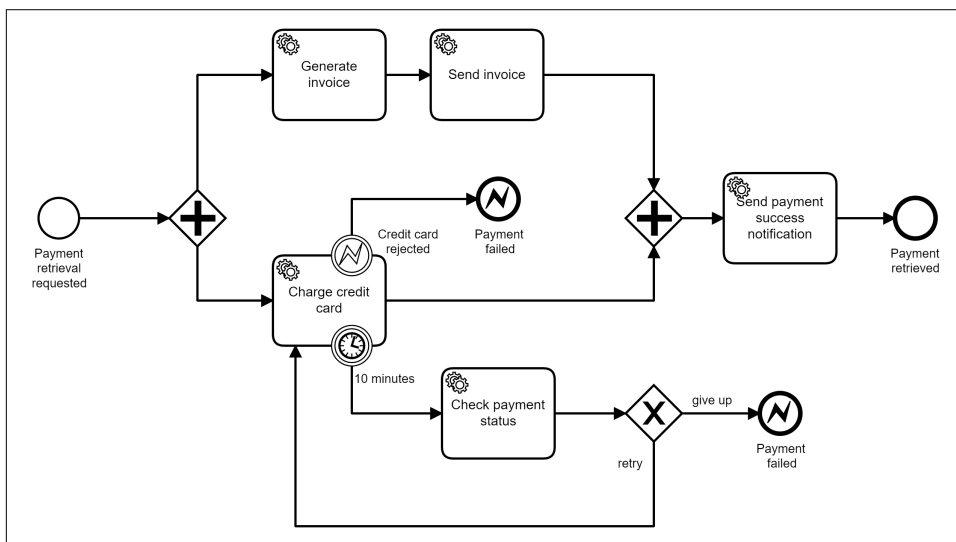 Generate
invoice
Send invoice
Payment
retrieval
requested
Credit card
rejected
Payment
failed
Send payment
success
notification
Payment
retrieved
Charge credit
card
10 minutes
Check payment
status
give up
retry
Payment
failed